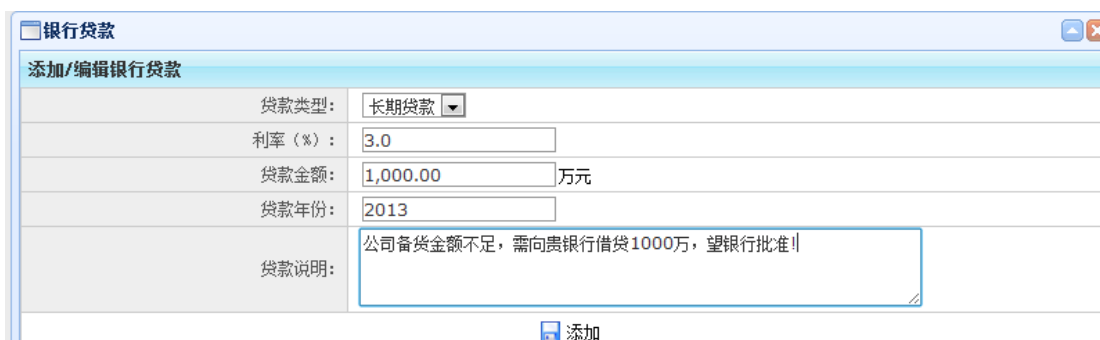 银行贷款
添加/编辑银行贷款
贷款类型： 长期贷款
利率（%）： 3.0
贷款金额： 1,000.00 万元
贷款年份： 2013
贷款说明： 公司备货金额不足，需向贵银行借贷1000万，望银行批准！
添加